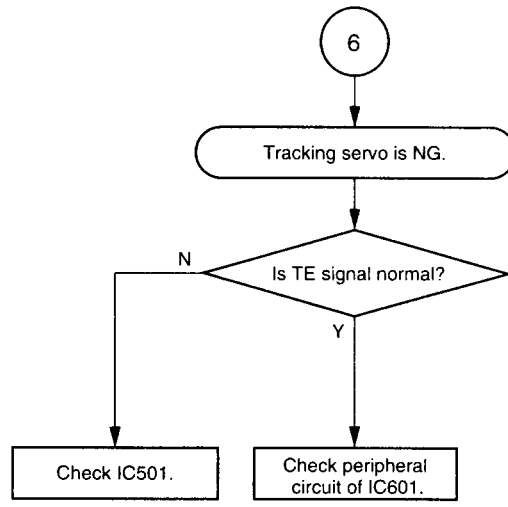 6
Tracking servo is NG.
Is TE signal normal?
N
Y
Check IC501.
Check peripheral
circuit of IC601.